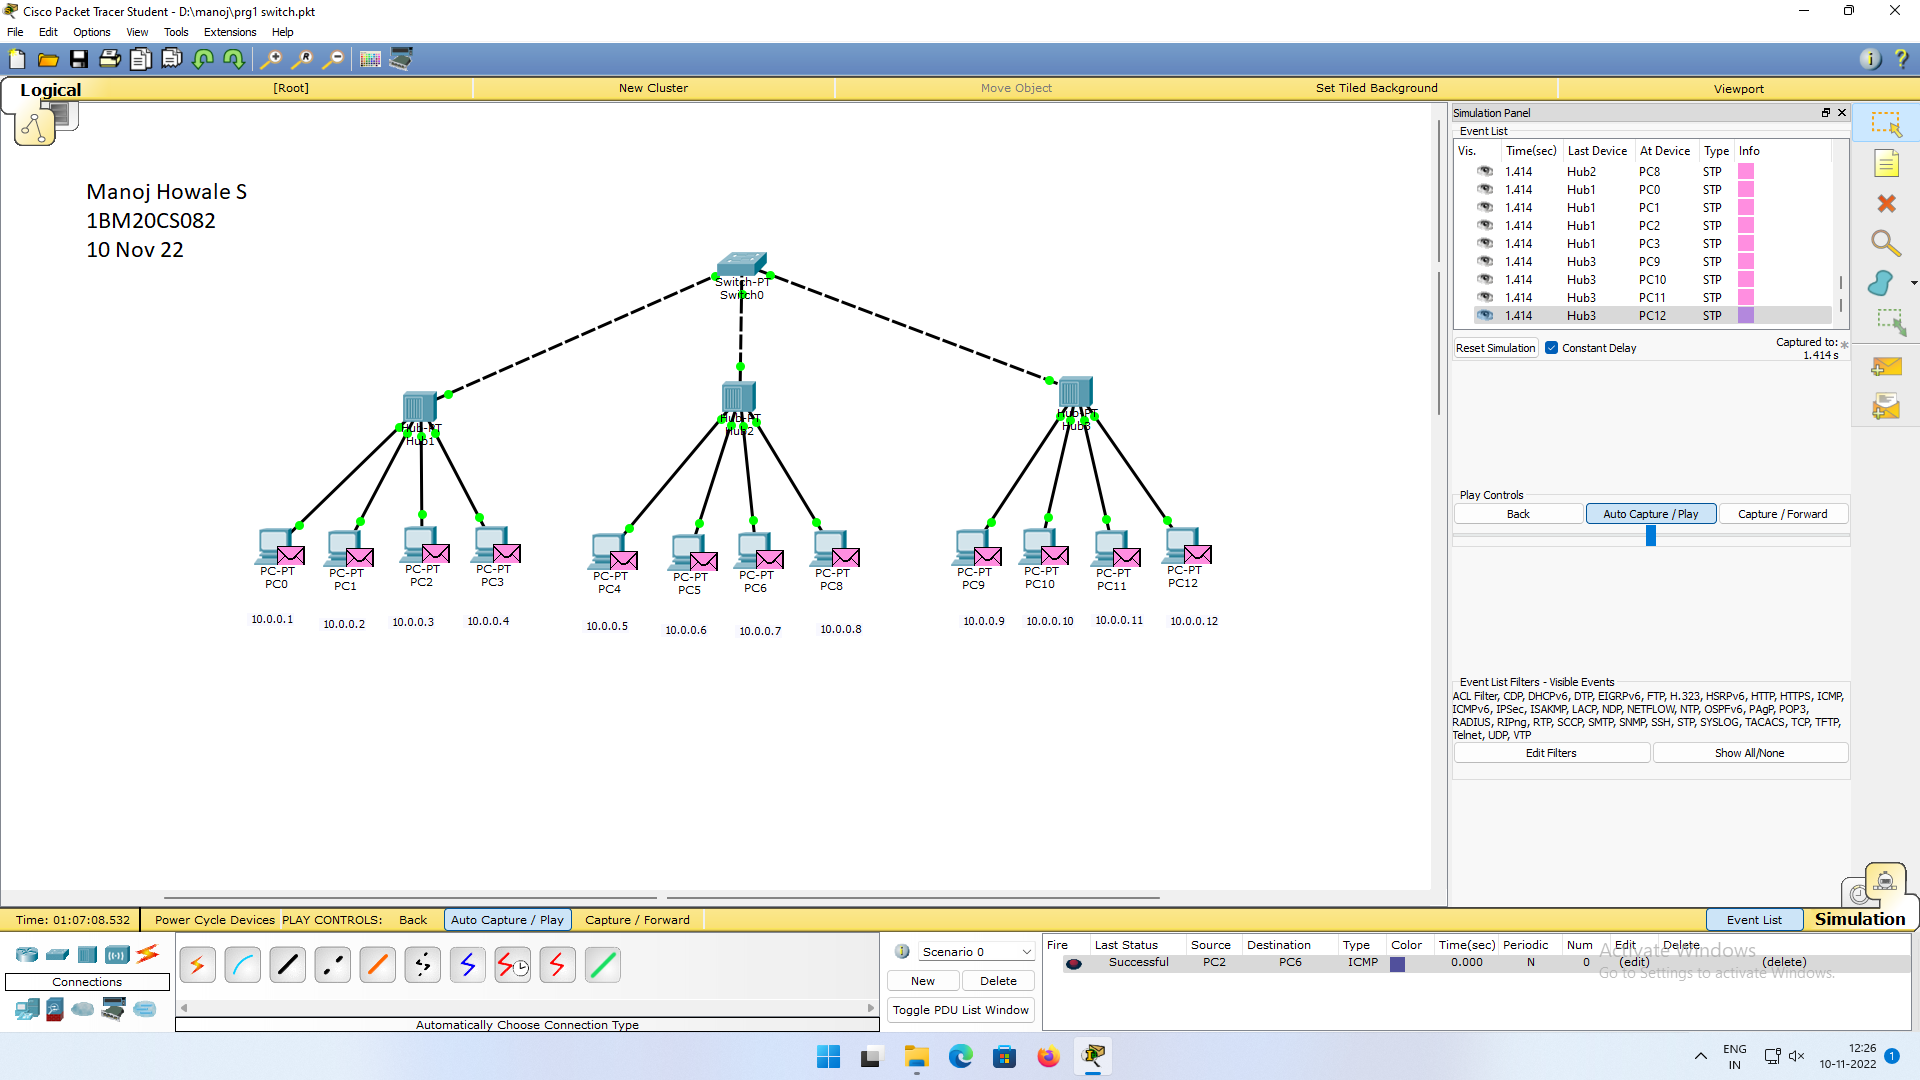 Cisco Packet Tracer Student - D:\manoj\prg1 switch.pkt
File Edit Options View Tools Extensions Help
Logical [Root] New Cluster Move Object Set Tiled Background Viewport
Manoj Howale S
1BM20CS082
10 Nov 22
Switch-PT
Switch0
Hub-PT
Hub1
Hub-PT
Hub2
Hub-PT
Hub3
PC-PT
PC0
PC-PT
PC1
PC-PT
PC2
PC-PT
PC3
PC-PT
PC4
PC-PT
PC5
PC-PT
PC6
PC-PT
PC8
PC-PT
PC9
PC-PT
PC10
PC-PT
PC11
PC-PT
PC12
10.0.0.1
10.0.0.2
10.0.0.3
10.0.0.4
10.0.0.5
10.0.0.6
10.0.0.7
10.0.0.8
10.0.0.9
10.0.0.10
10.0.0.11
10.0.0.12
Simulation Panel
Event List
Vis. Time(sec) Last Device At Device Type Info
1.414 Hub2 PC8 STP
1.414 Hub1 PC0 STP
1.414 Hub1 PC1 STP
1.414 Hub1 PC2 STP
1.414 Hub1 PC3 STP
1.414 Hub3 PC9 STP
1.414 Hub3 PC10 STP
1.414 Hub3 PC11 STP
1.414 Hub3 PC12 STP
Reset Simulation Constant Delay Captured to: *
1.414 s
Play Controls
Back Auto Capture / Play Capture / Forward
Event List Filters - Visible Events
ACL Filter, CDP, DHCPv6, DTP, EIGRPv6, FTP, H.323, HSRPv6, HTTP, HTTPS, ICMP,
ICMPv6, IPSec, ISAKMP, LACP, NDP, NETFLOW, NTP, OSPFv6, PAgP, POP3,
RADIUS, RIPng, RTP, SCCP, SMTP, SNMP, SSH, STP, SYSLOG, TACACS, TCP, TFTP,
Telnet, UDP, VTP
Edit Filters Show All/None
Time: 01:07:08.532 Power Cycle Devices PLAY CONTROLS: Back Auto Capture / Play Capture / Forward Event List Simulation
Connections
Automatically Choose Connection Type
Scenario 0
New Delete
Toggle PDU List Window
Fire Last Status Source Destination Type Color Time(sec) Periodic Num Edit Delete
Successful PC2 PC6 ICMP 0.000 N 0 (edit) (delete)
Activate Windows
Go to Settings to activate Windows.
ENG
IN
12:26
10-11-2022
1